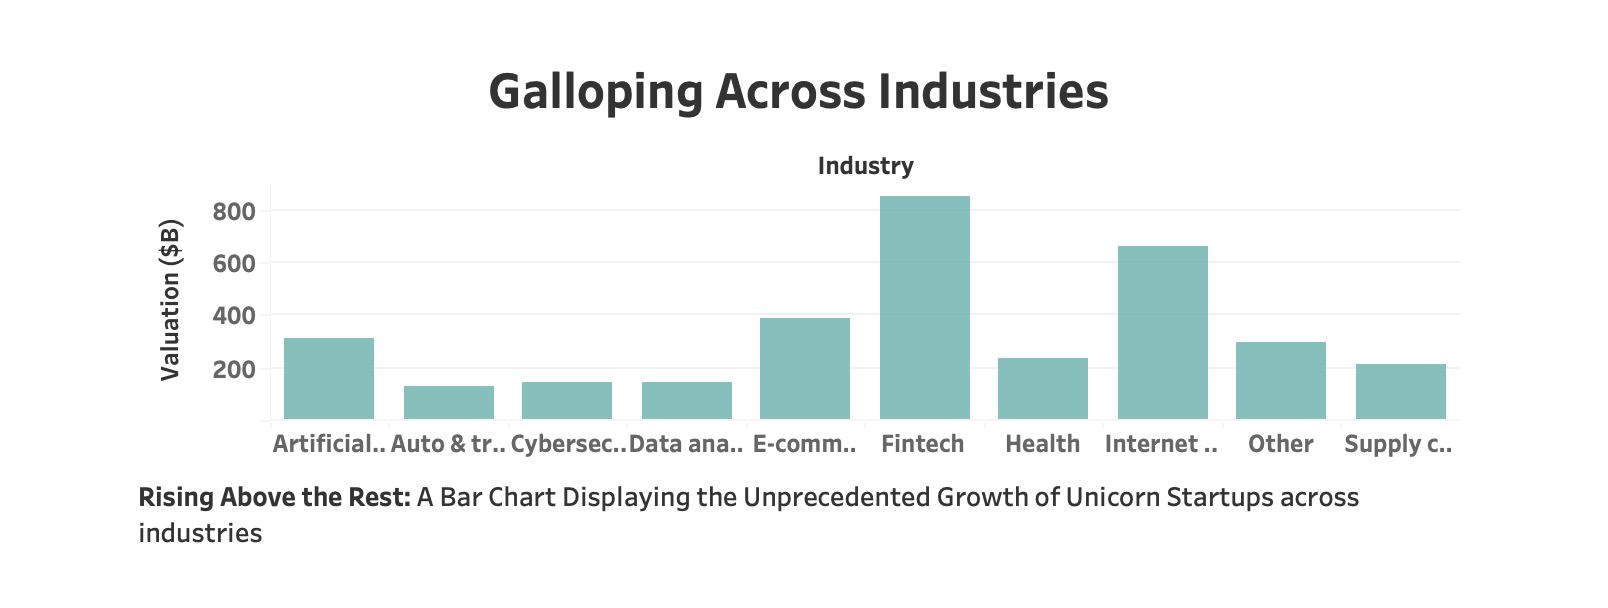 Galloping Across Industries
Industry
Valuation ($B)
800
600
400
200
Artificial.. Auto & tr.. Cybersec.. Data ana.. E-comm.. Fintech Health Internet .. Other Supply c..
Rising Above the Rest: A Bar Chart Displaying the Unprecedented Growth of Unicorn Startups across
industries